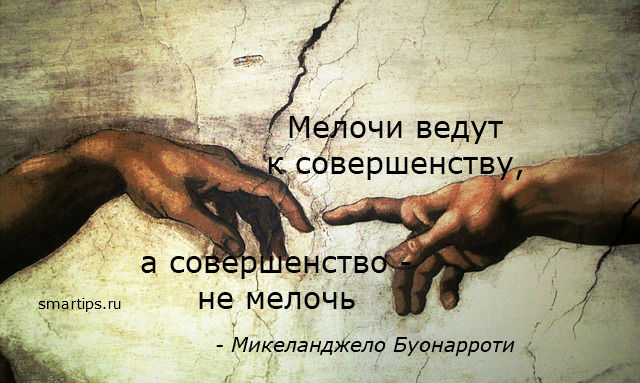 Мелочи ведут
к совершенству,
а совершенство -
не мелочь
smartips.ru
- Микеланджело Буонарроти